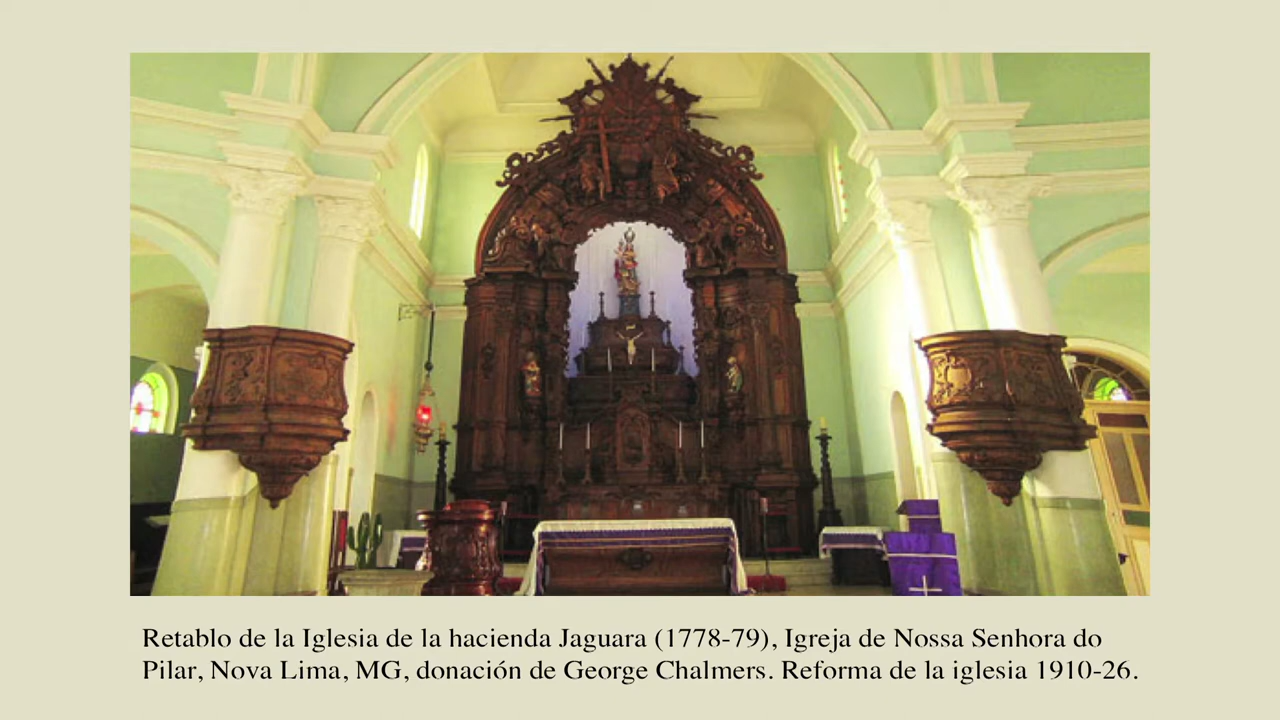 Retablo de la Iglesia de la hacienda Jaguara (1778-79), Igreja de Nossa Senhora do
Pilar, Nova Lima, MG, donación de George Chalmers. Reforma de la iglesia 1910-26.